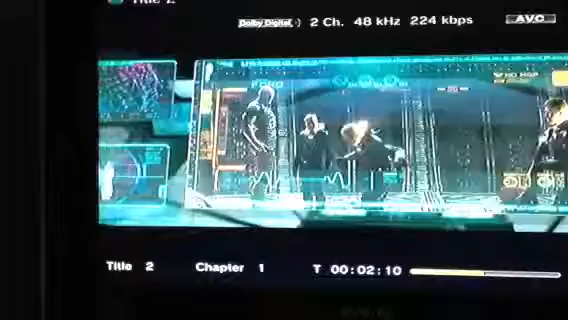 Title 2
Dolby Digital 2 Ch. 48 kHz 224 kbps AVC
Title 2 Chapter 1 T 00:02:10